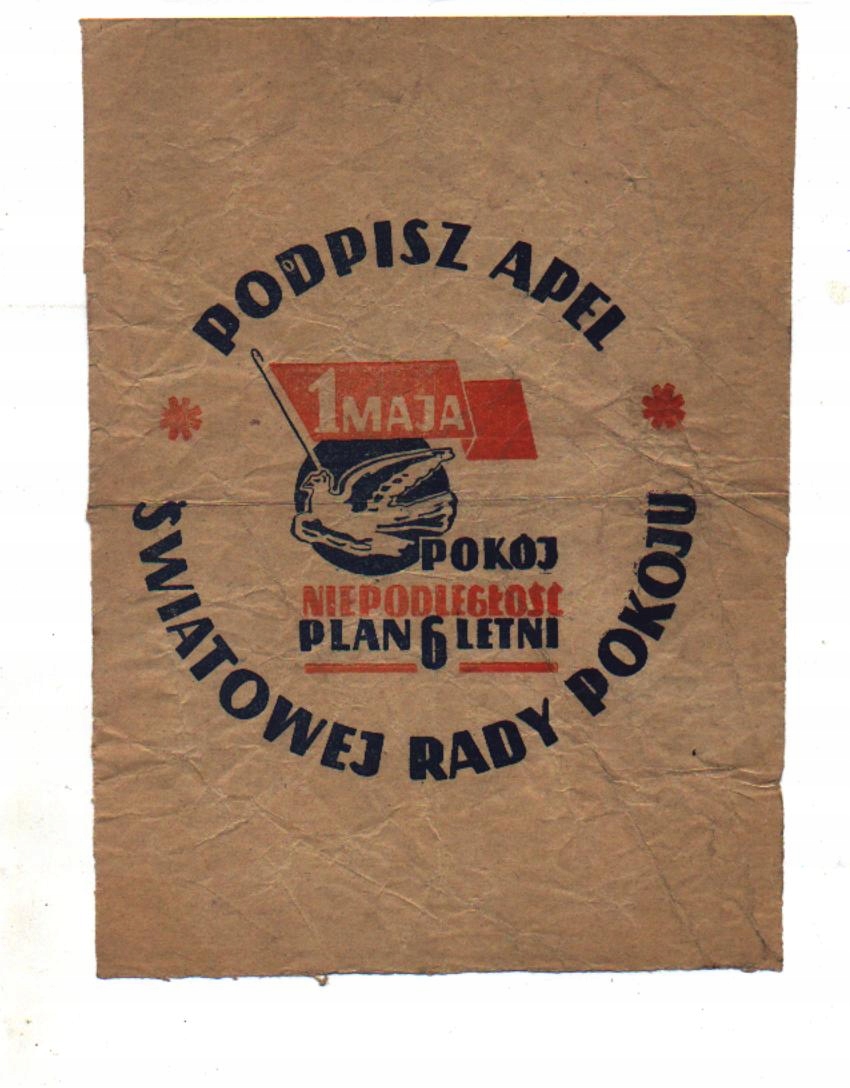 PODPISZ APEL
1 MAJA
POKÓJ
NIEPODLEGŁOŚĆ
PLAN 6 LETNI
ŚWIATOWEJ RADY POKOJU